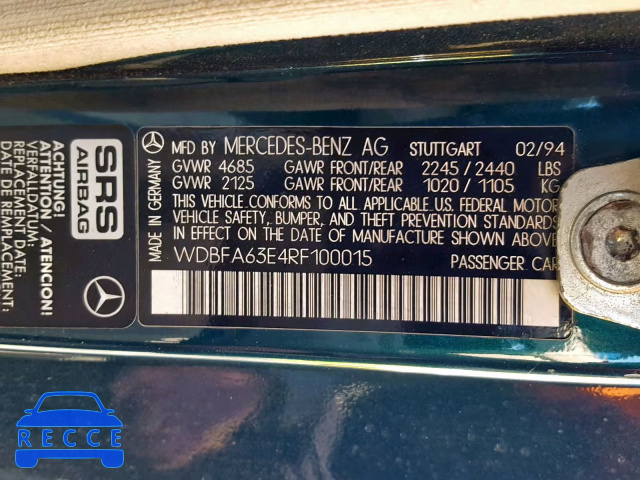 ACHTUNG!
ATTENTION / ATENCION!
VERFALLDATUM:
REPLACEMENT DATE:
DATE DE REMPLACEMENT:
SRS
AIRBAG
MADE IN GERMANY
MFD BY MERCEDES-BENZ AG STUTTGART 02/94
GVWR 4685 GAWR FRONT/REAR 2245 / 2440 LBS
GVWR 2125 GAWR FRONT/REAR 1020 / 1105 KG
THIS VEHICLE CONFORMS TO ALL APPLICABLE U.S. FEDERAL MOTOR
VEHICLE SAFETY, BUMPER, AND THEFT PREVENTION STANDARDS
IN EFFECT ON THE DATE OF MANUFACTURE SHOWN ABOVE.
WDBFA63E4RF100015 PASSENGER CAR
RECCE